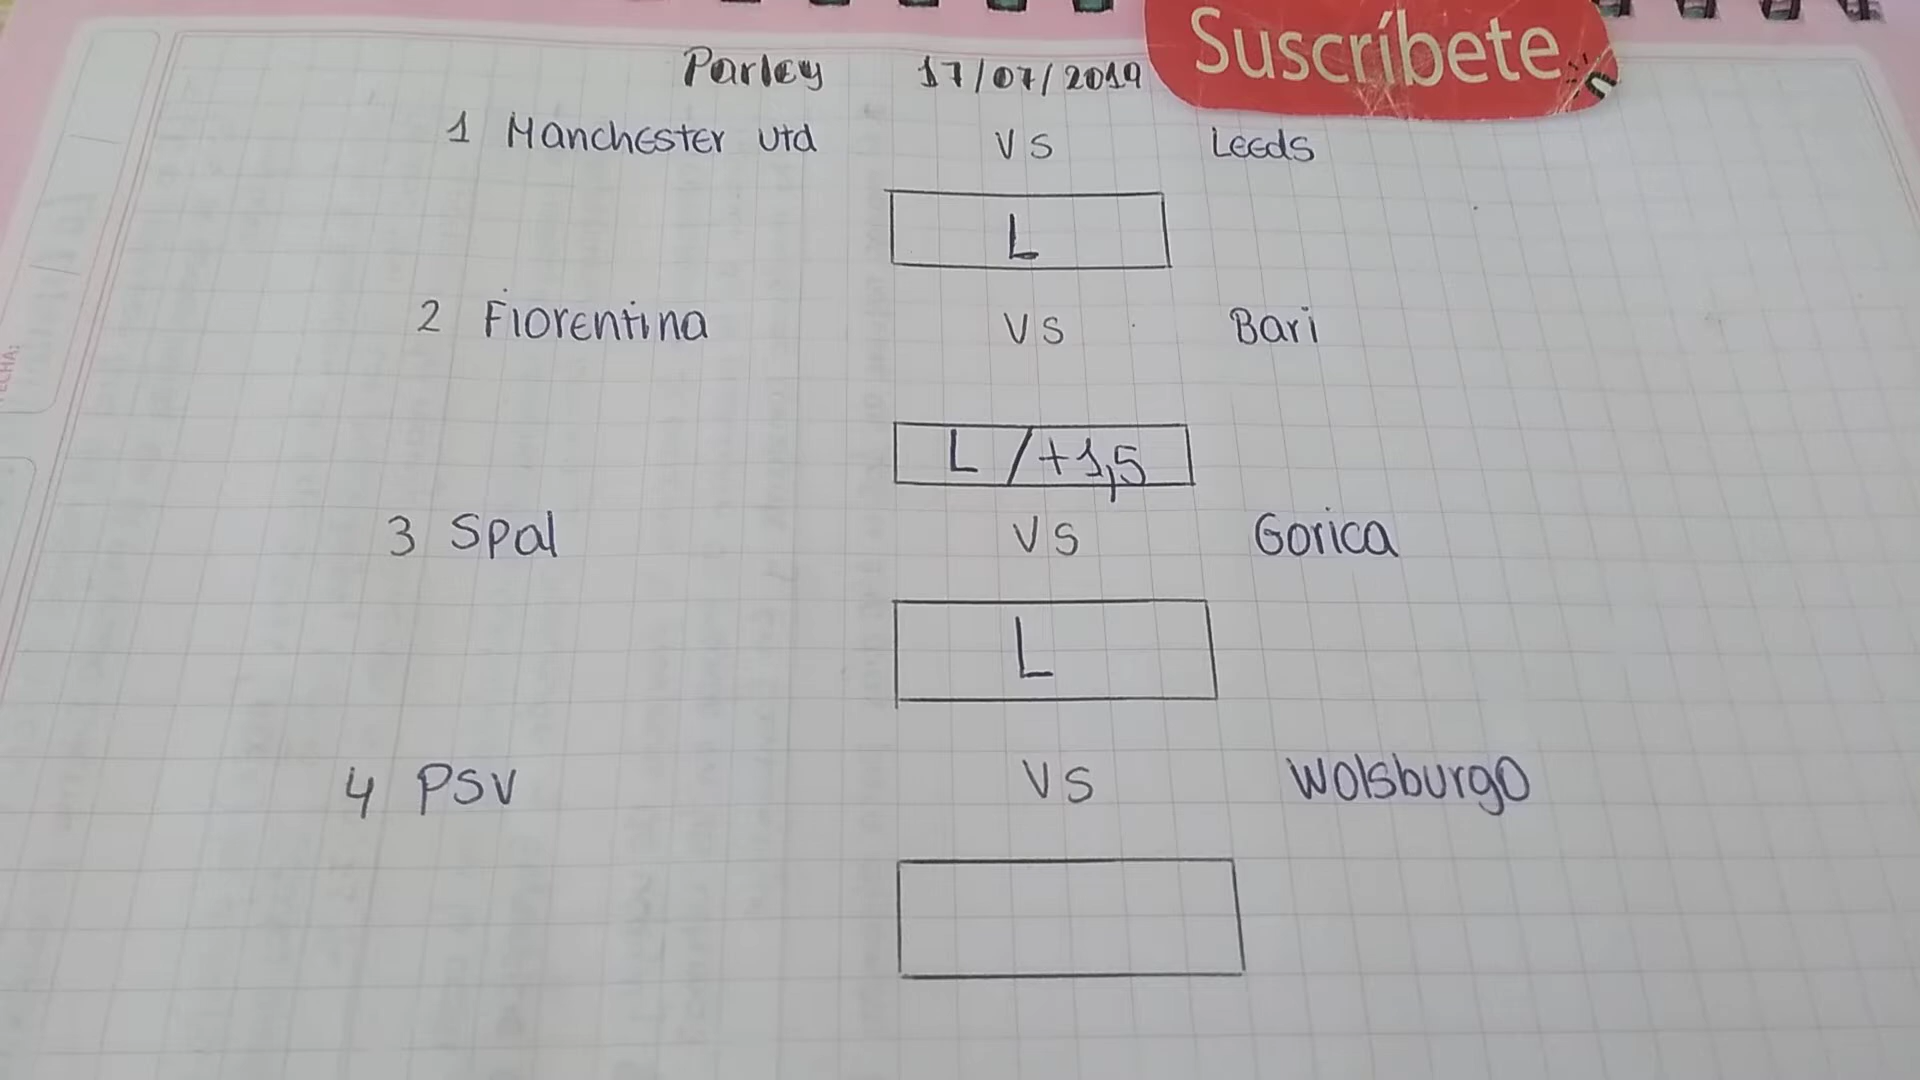 Suscríbete
Parley 17/07/2019
1 Manchester Utd VS Leeds
L
2 Fiorentina VS Bari
L / +1,5
3 Spal VS Gorica
L
4 PSV VS Wolsburgo